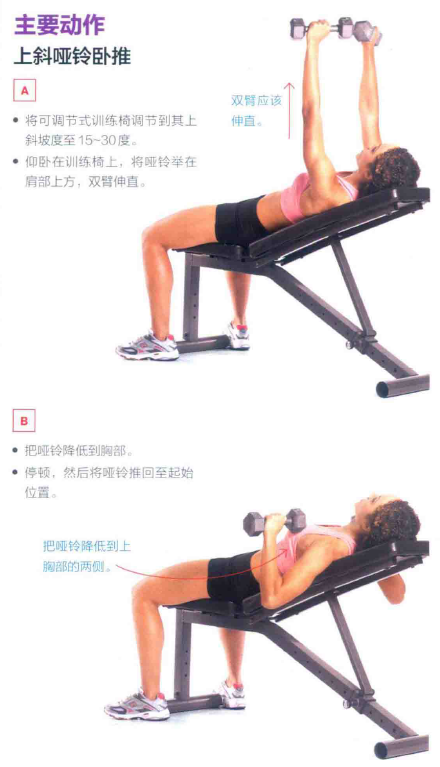 主要动作
上斜哑铃卧推
A
● 将可调节式训练椅调节到其上
斜坡度至15~30度。
● 仰卧在训练椅上，将哑铃举在
肩部上方，双臂伸直。
双臂应该
伸直。
B
● 把哑铃降低到胸部。
● 停顿，然后将哑铃推回至起始
位置。
把哑铃降低到上
胸部的两侧。